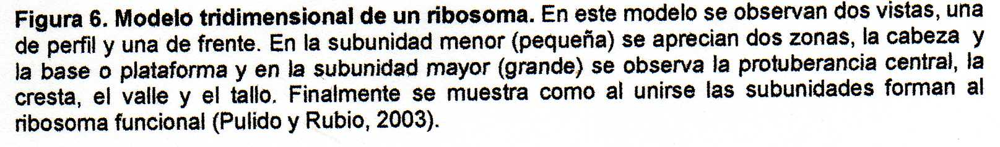 Figura 6. Modelo tridimensional de un ribosoma. En este modelo se observan dos vistas, una
de perfil y una de frente. En la subunidad menor (pequeña) se aprecian dos zonas, la cabeza y
la base o plataforma y en la subunidad mayor (grande) se observa la protuberancia central, la
cresta, el valle y el tallo. Finalmente se muestra como al unirse las subunidades forman al
ribosoma funcional (Pulido y Rubio, 2003).